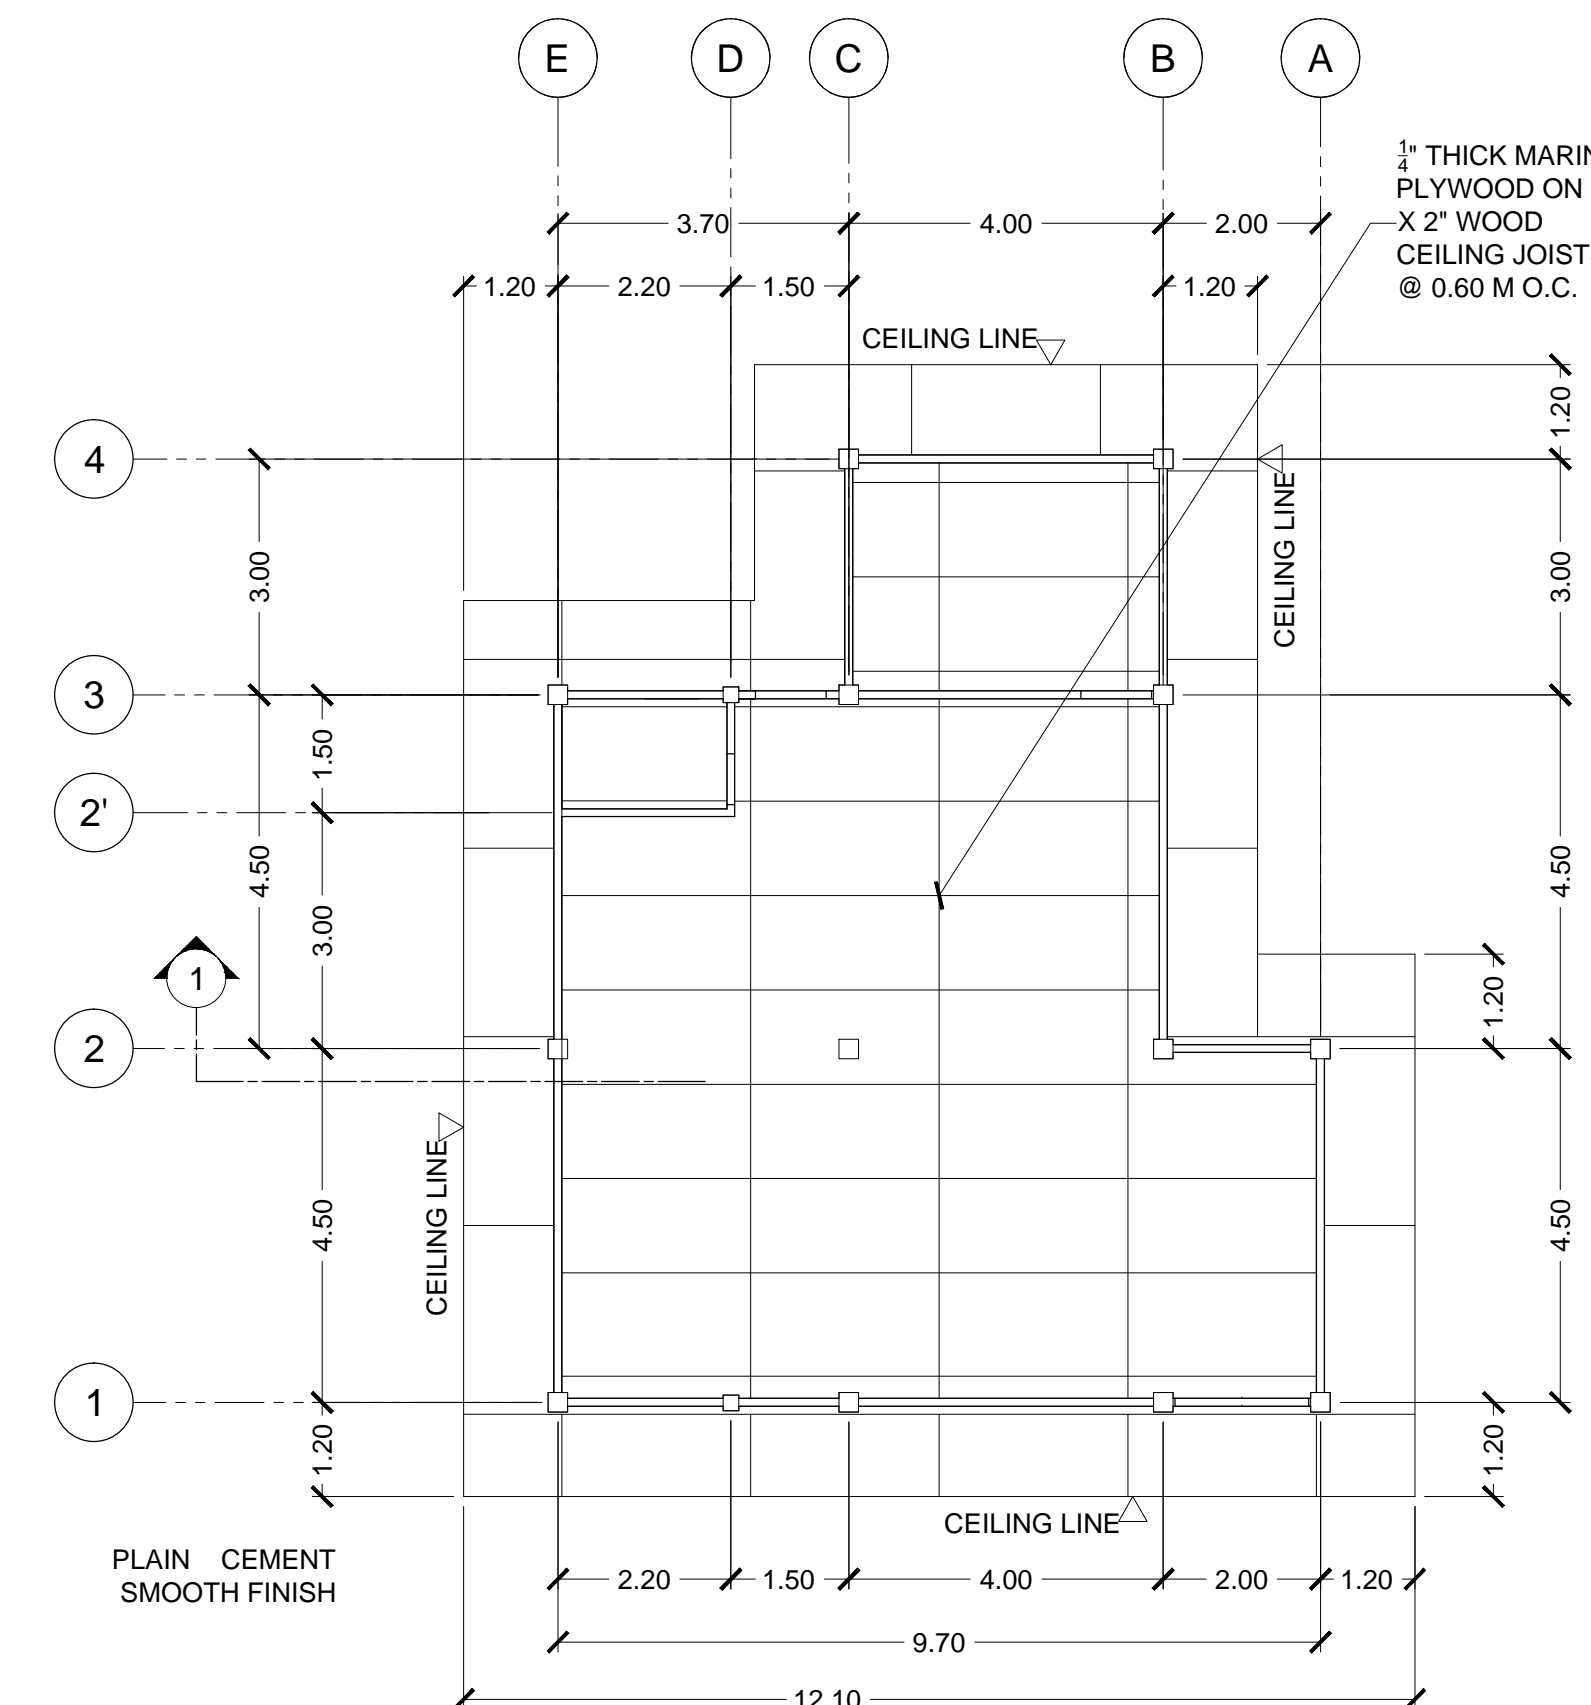 E D C B A
1/4" THICK MARIN
PLYWOOD ON
X 2" WOOD
CEILING JOIST
@ 0.60 M O.C.
3.70 4.00 2.00
1.20 2.20 1.50 1.20
CEILING LINE
1.20
4
CEILING LINE
3.00
3.00
3
1.50
2'
4.50
4.50
3.00
1
1.20
2
CEILING LINE
4.50
4.50
1
1.20
1.20
CEILING LINE
PLAIN CEMENT
SMOOTH FINISH
2.20 1.50 4.00 2.00 1.20
9.70
12.10